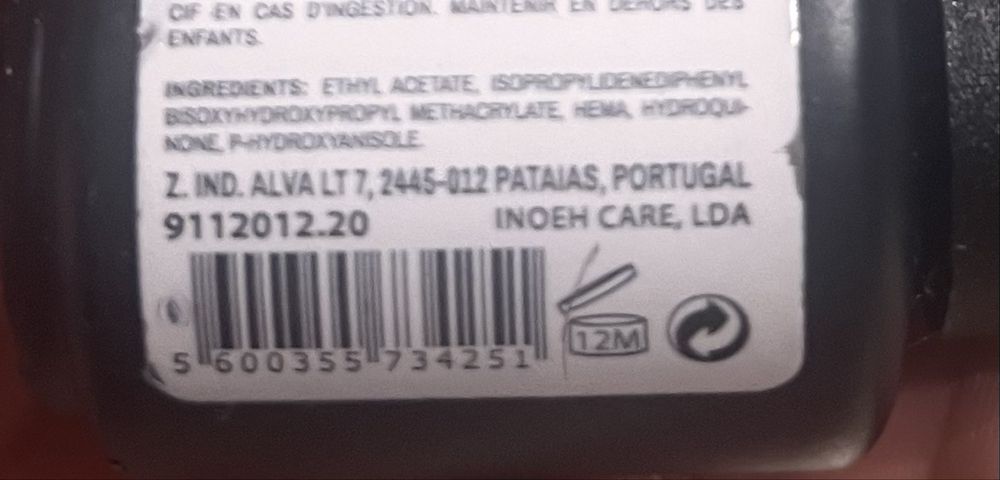 CIF EN CAS D'INGESTION. MAINTENIR EN DEHORS DES
ENFANTS.
INGREDIENTS: ETHYL ACETATE, ISOPROPYLIDENEDIPHENYL
BISOXYHYDROXYPROPYL METHACRYLATE, HEMA, HYDROQUI-
NONE, P-HYDROXYANISOLE.
Z. IND. ALVA LT 7, 2445-012 PATAIAS, PORTUGAL
9112012.20 INOEH CARE, LDA
12M
5 600355 734251